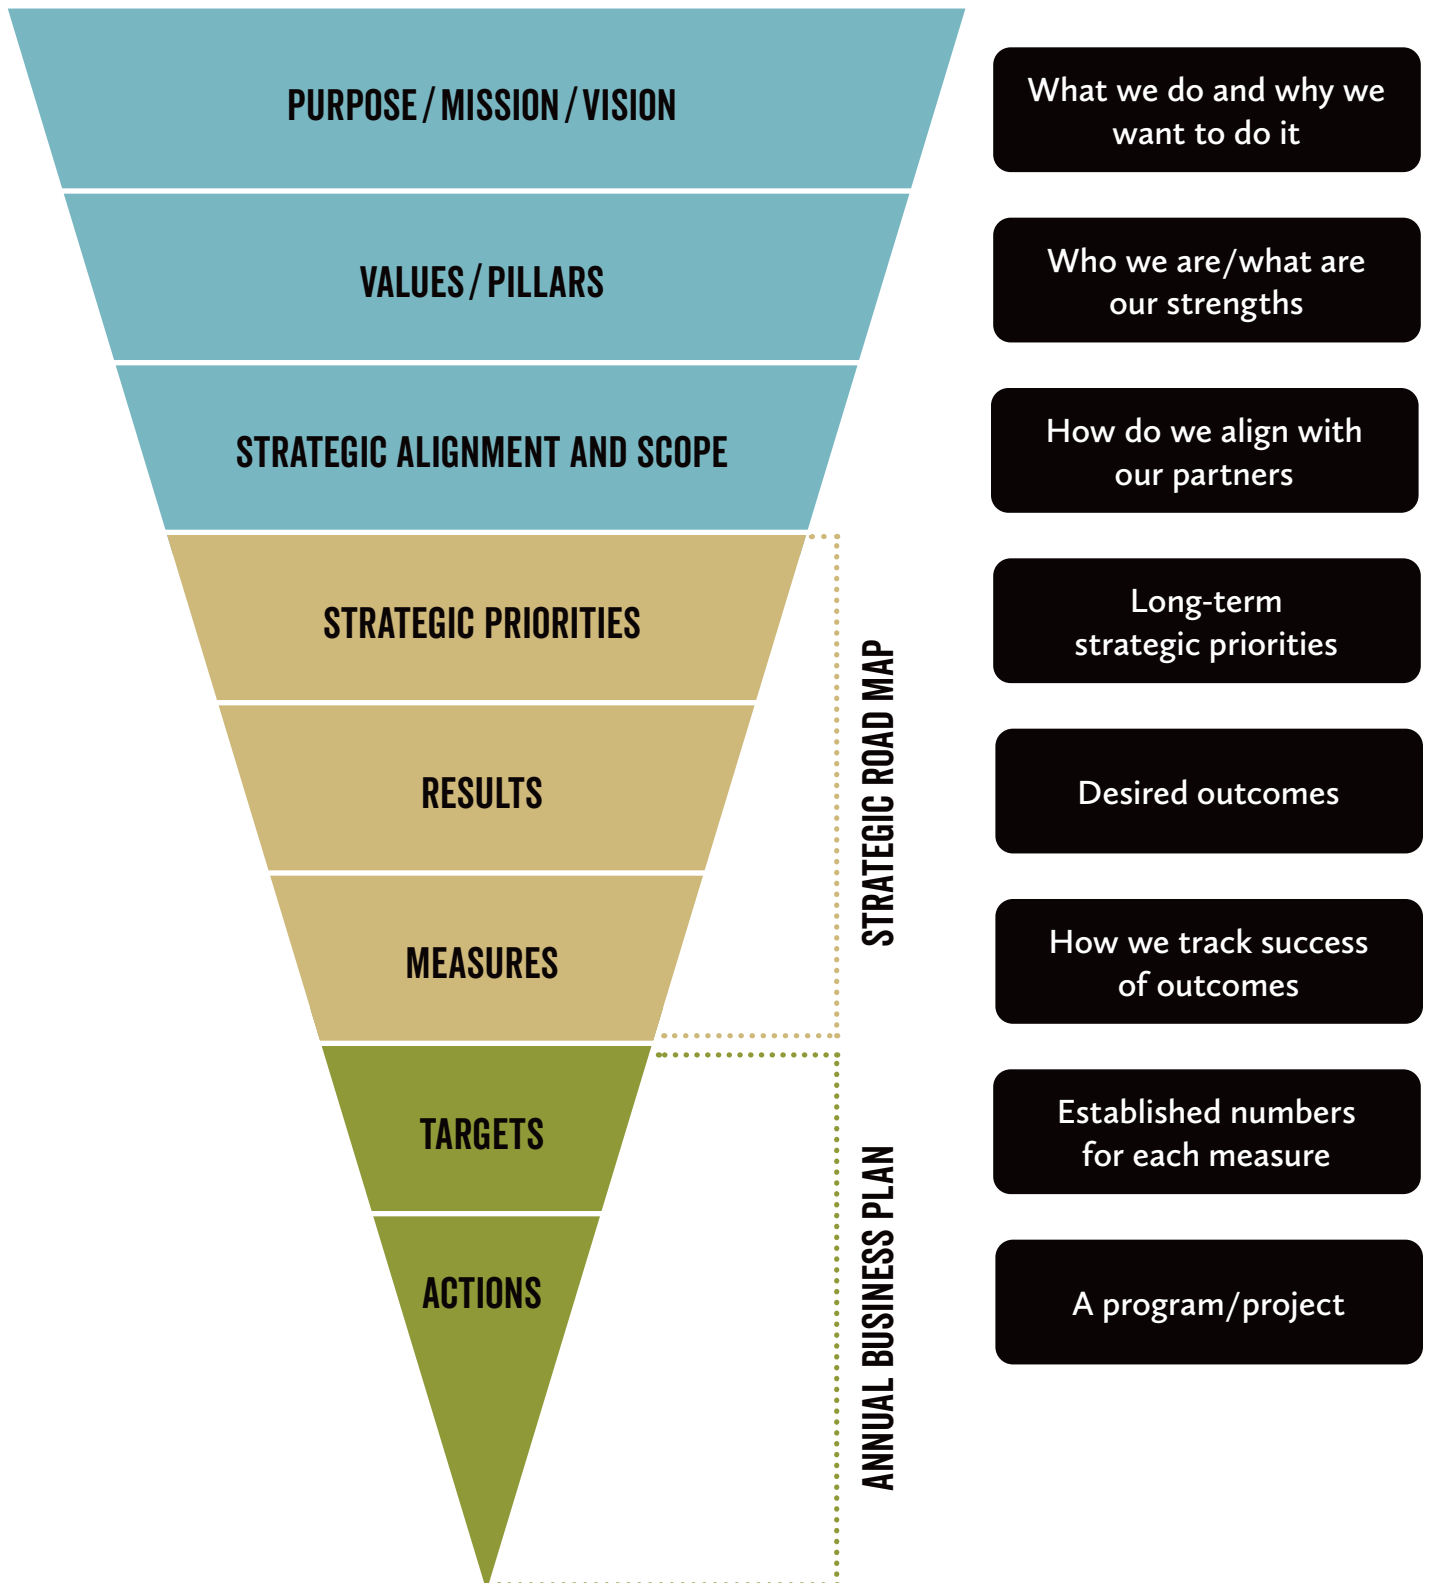 PURPOSE / MISSION / VISION
What we do and why we
want to do it
VALUES / PILLARS
Who we are/what are
our strengths
STRATEGIC ALIGNMENT AND SCOPE
How do we align with
our partners
STRATEGIC PRIORITIES
Long-term
strategic priorities
RESULTS
Desired outcomes
MEASURES
How we track success
of outcomes
STRATEGIC ROAD MAP
TARGETS
Established numbers
for each measure
ACTIONS
A program/project
ANNUAL BUSINESS PLAN